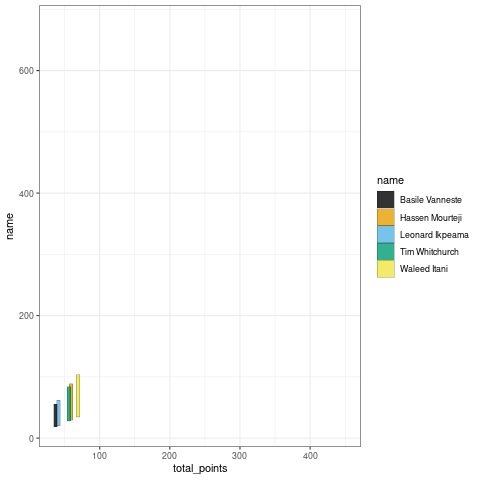 600
400
200
0
name
100 200 300 400
total_points
name
Basile Vanneste
Hassen Mourteji
Leonard Ikpeama
Tim Whitchurch
Waleed Itani